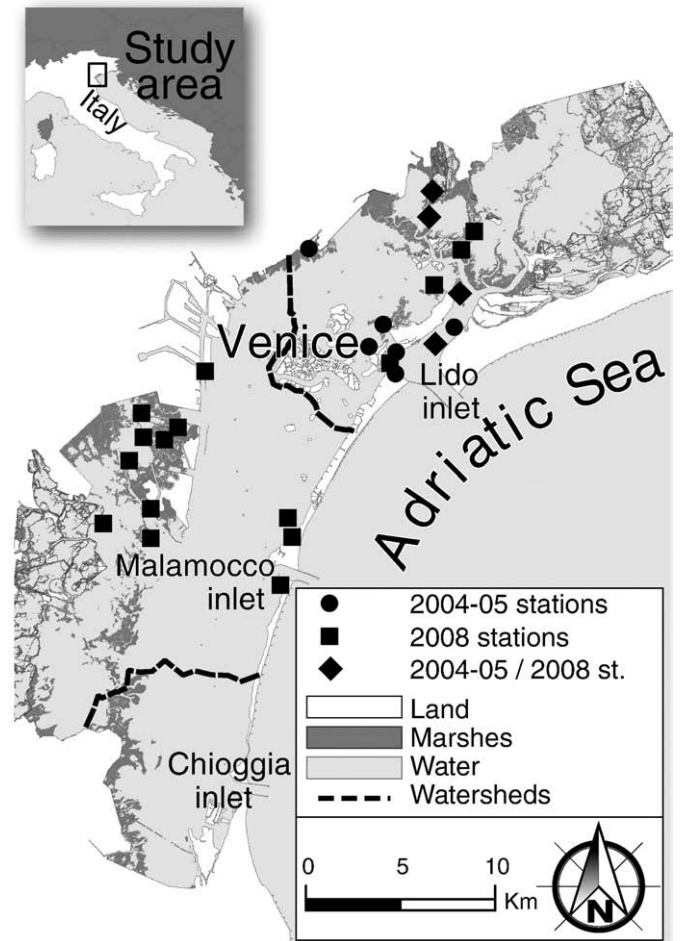 Study
area
Italy
Venice
Lido
inlet
Adriatic Sea
Malamocco
inlet
Chioggia
inlet
2004-05 stations
2008 stations
2004-05 / 2008 st.
Land
Marshes
Water
Watersheds
0 5 10
Km
N